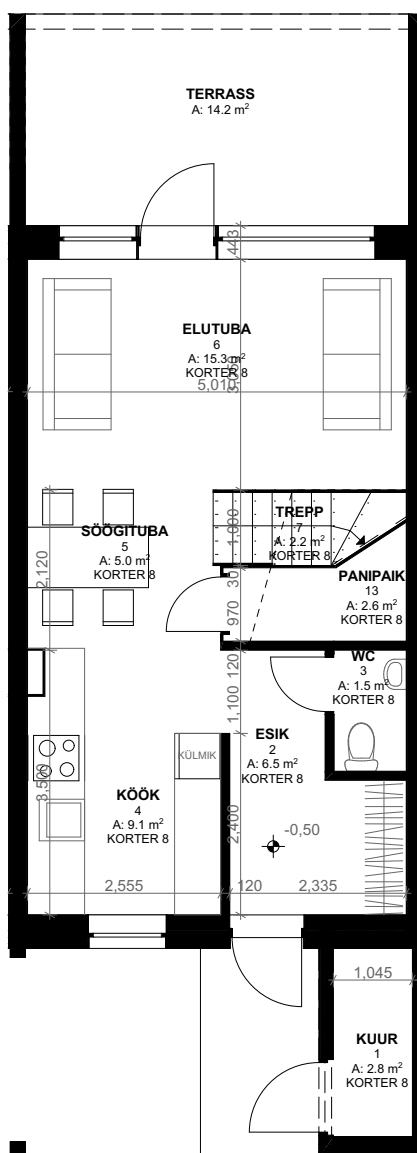 TERRASS
A: 14.2 m²
443
ELUTUBA
6
A: 15.3 m²
KORTER 8
3,050
5,010
SÖÖGITUBA
5
A: 5.0 m²
KORTER 8
2,120
TREPP
7
A: 2.2 m²
KORTER 8
1,000
30
PANIPAIK
13
A: 2.6 m²
KORTER 8
970
120
WC
3
A: 1.5 m²
KORTER 8
1,100
ESIK
2
A: 6.5 m²
KORTER 8
KÜLMIK
KÖÖK
4
A: 9.1 m²
KORTER 8
3,500
2,400
-0,50
2,555
120
2,335
1,045
KUUR
1
A: 2.8 m²
KORTER 8